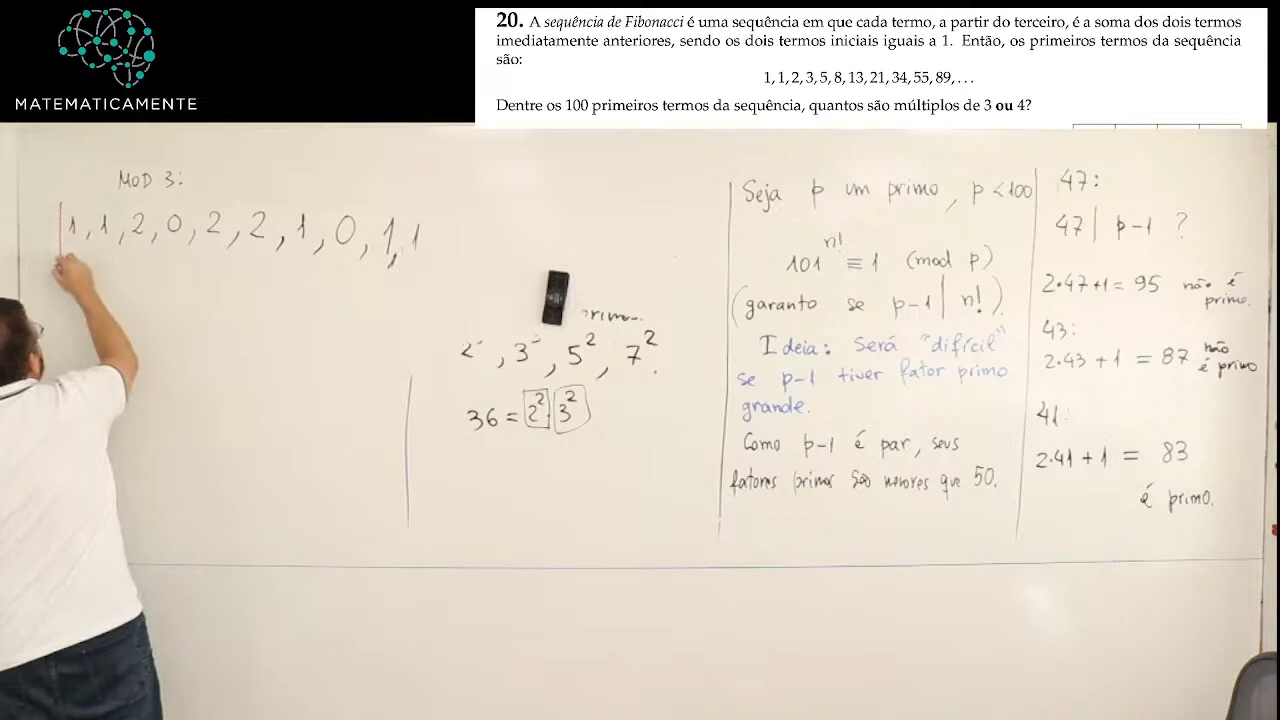 MATEMATICAMENTE
20. A sequência de Fibonacci é uma sequência em que cada termo, a partir do terceiro, é a soma dos dois termos
imediatamente anteriores, sendo os dois termos iniciais iguais a 1. Então, os primeiros termos da sequência
são:
1, 1, 2, 3, 5, 8, 13, 21, 34, 55, 89, ...
Dentre os 100 primeiros termos da sequência, quantos são múltiplos de 3 ou 4?
MOD 3:
1, 1, 2, 0, 2, 2, 1, 0, 1, 1
, 3², 5², 7².
36 = 2² 3²
Seja p um primo, p < 100
101^n! ≡ 1 (mod p)
(garanto se p-1 | n!).
Ideia: Será "difícil"
se p-1 tiver fator primo
grande.
Como p-1 é par, seus
fatores primos são menores que 50.
47:
47 | p-1 ?
2·47+1 = 95 não é
primo.
43:
2·43 + 1 = 87 não
é primo
41:
2·41 + 1 = 83
é primo.